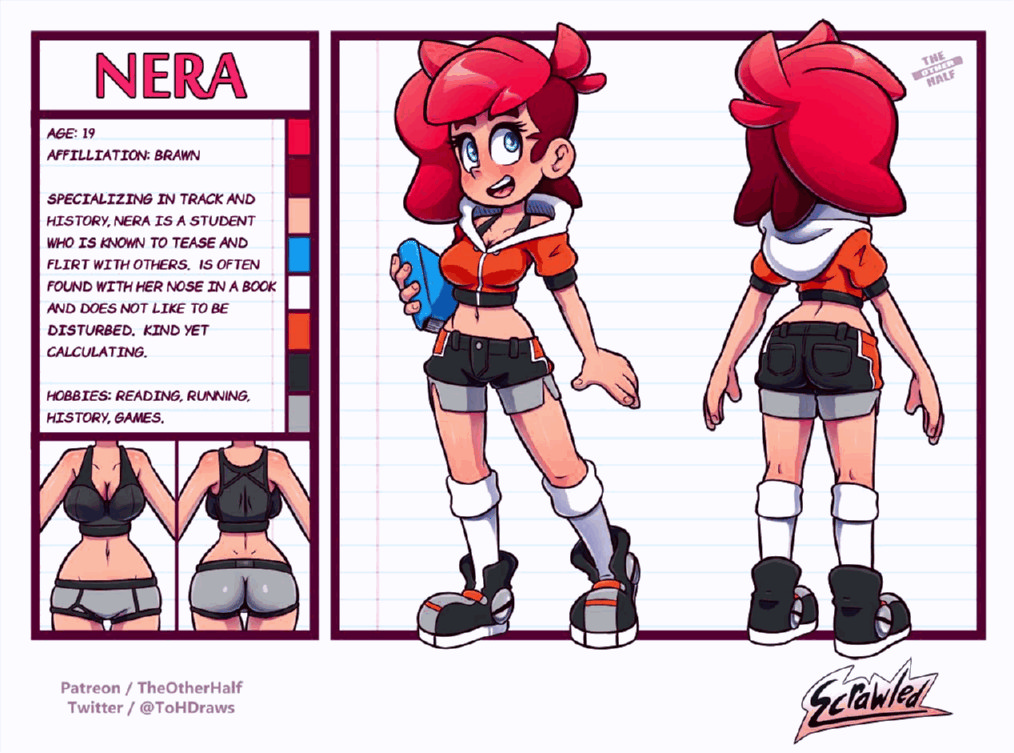 NERA
AGE: 19
AFFILLIATION: BRAWN
SPECIALIZING IN TRACK AND
HISTORY, NERA IS A STUDENT
WHO IS KNOWN TO TEASE AND
FLIRT WITH OTHERS. IS OFTEN
FOUND WITH HER NOSE IN A BOOK
AND DOES NOT LIKE TO BE
DISTURBED. KIND YET
CALCULATING.
HOBBIES: READING, RUNNING,
HISTORY, GAMES.
THE
OTHER
HALF
Patreon / TheOtherHalf
Twitter / @ToHDraws
Scrawled